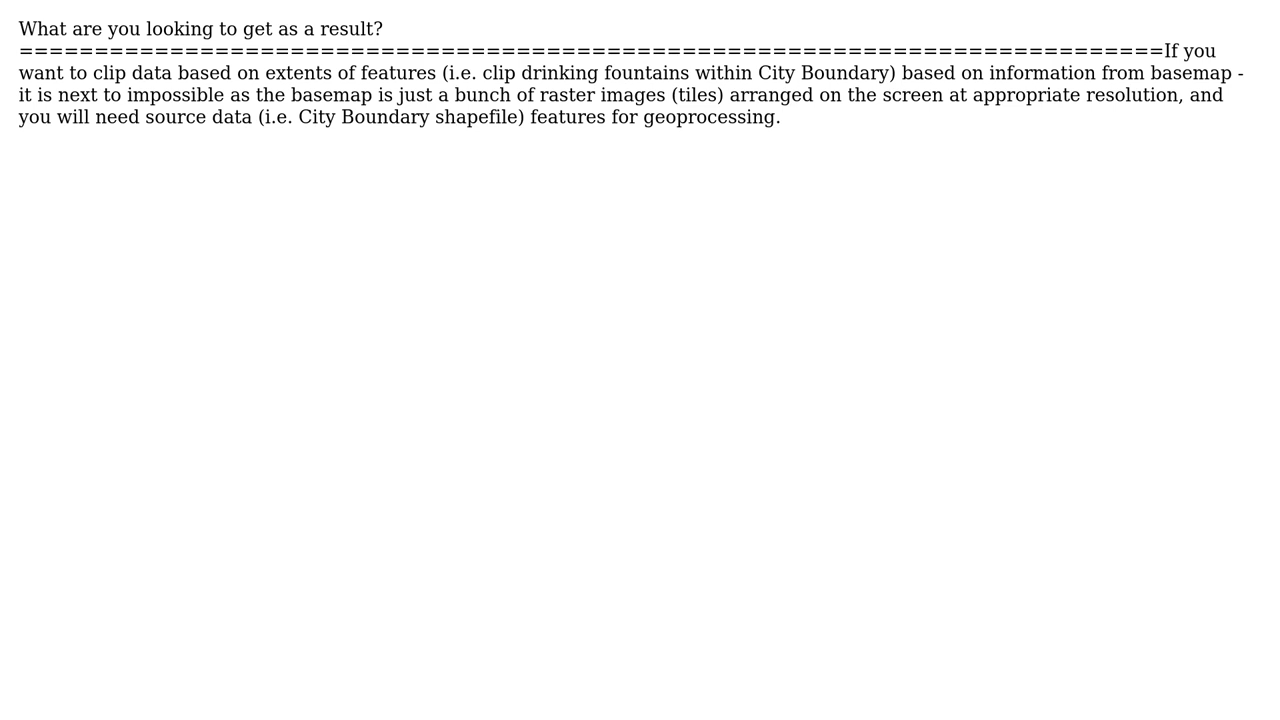 What are you looking to get as a result?
============================================================================If you
want to clip data based on extents of features (i.e. clip drinking fountains within City Boundary) based on information from basemap -
it is next to impossible as the basemap is just a bunch of raster images (tiles) arranged on the screen at appropriate resolution, and
you will need source data (i.e. City Boundary shapefile) features for geoprocessing.